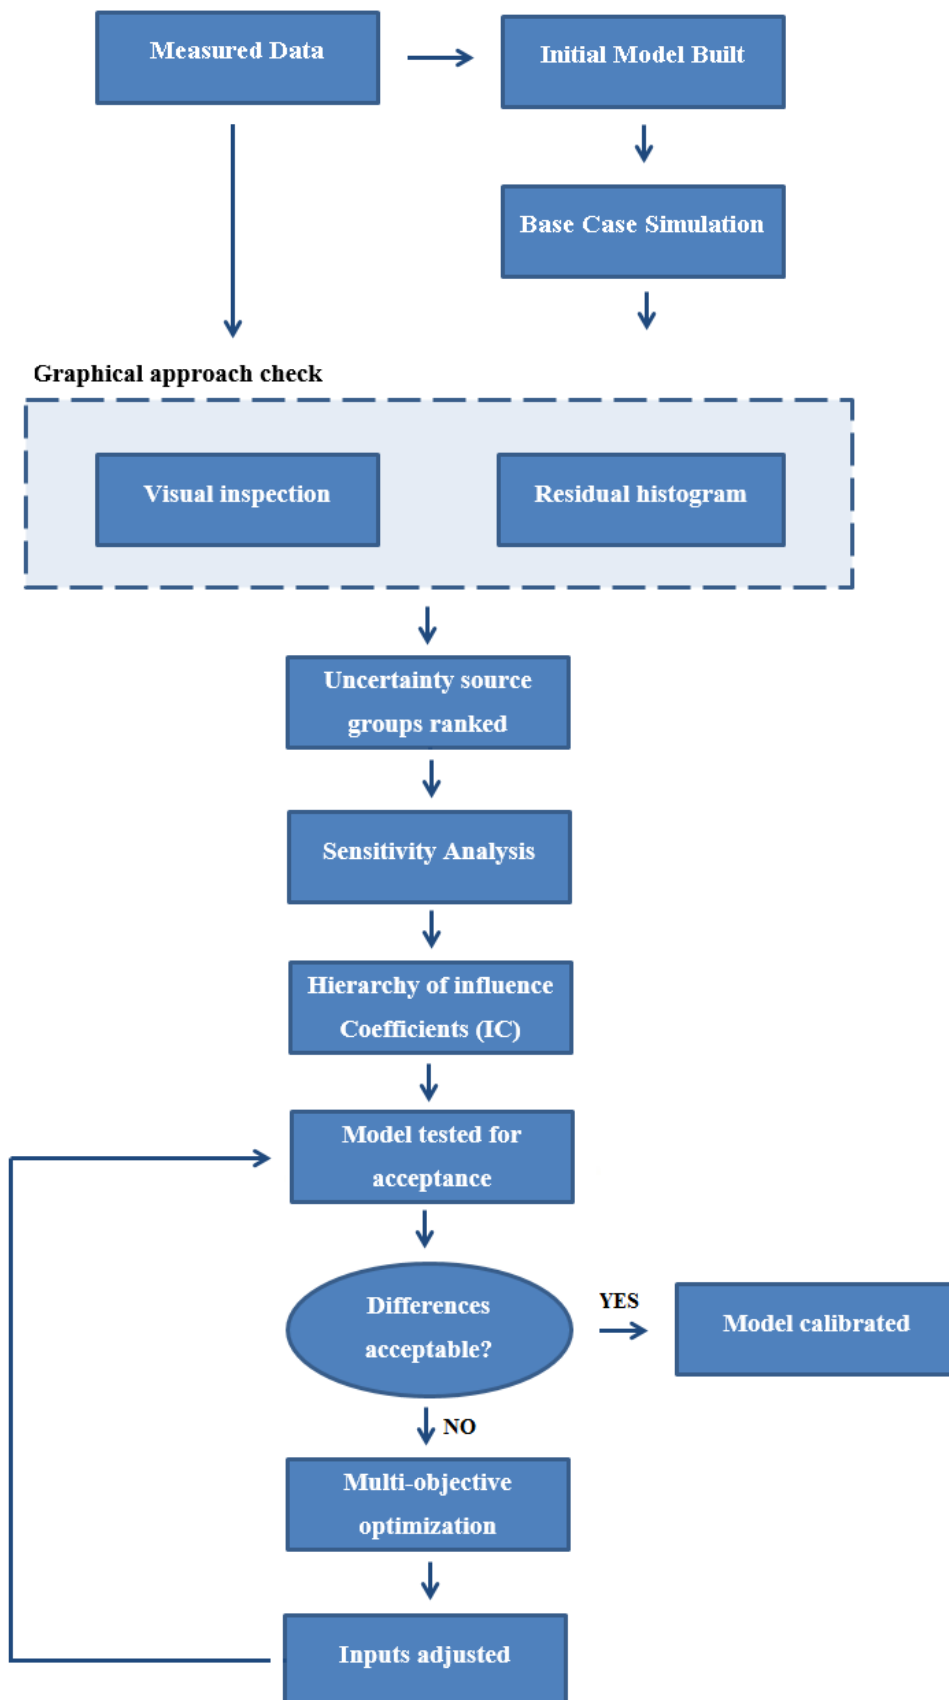 Measured Data
Initial Model Built
Base Case Simulation
Graphical approach check
Visual inspection
Residual histogram
Uncertainty source
groups ranked
Sensitivity Analysis
Hierarchy of influence
Coefficients (IC)
Model tested for
acceptance
Differences
acceptable?
YES
Model calibrated
NO
Multi-objective
optimization
Inputs adjusted